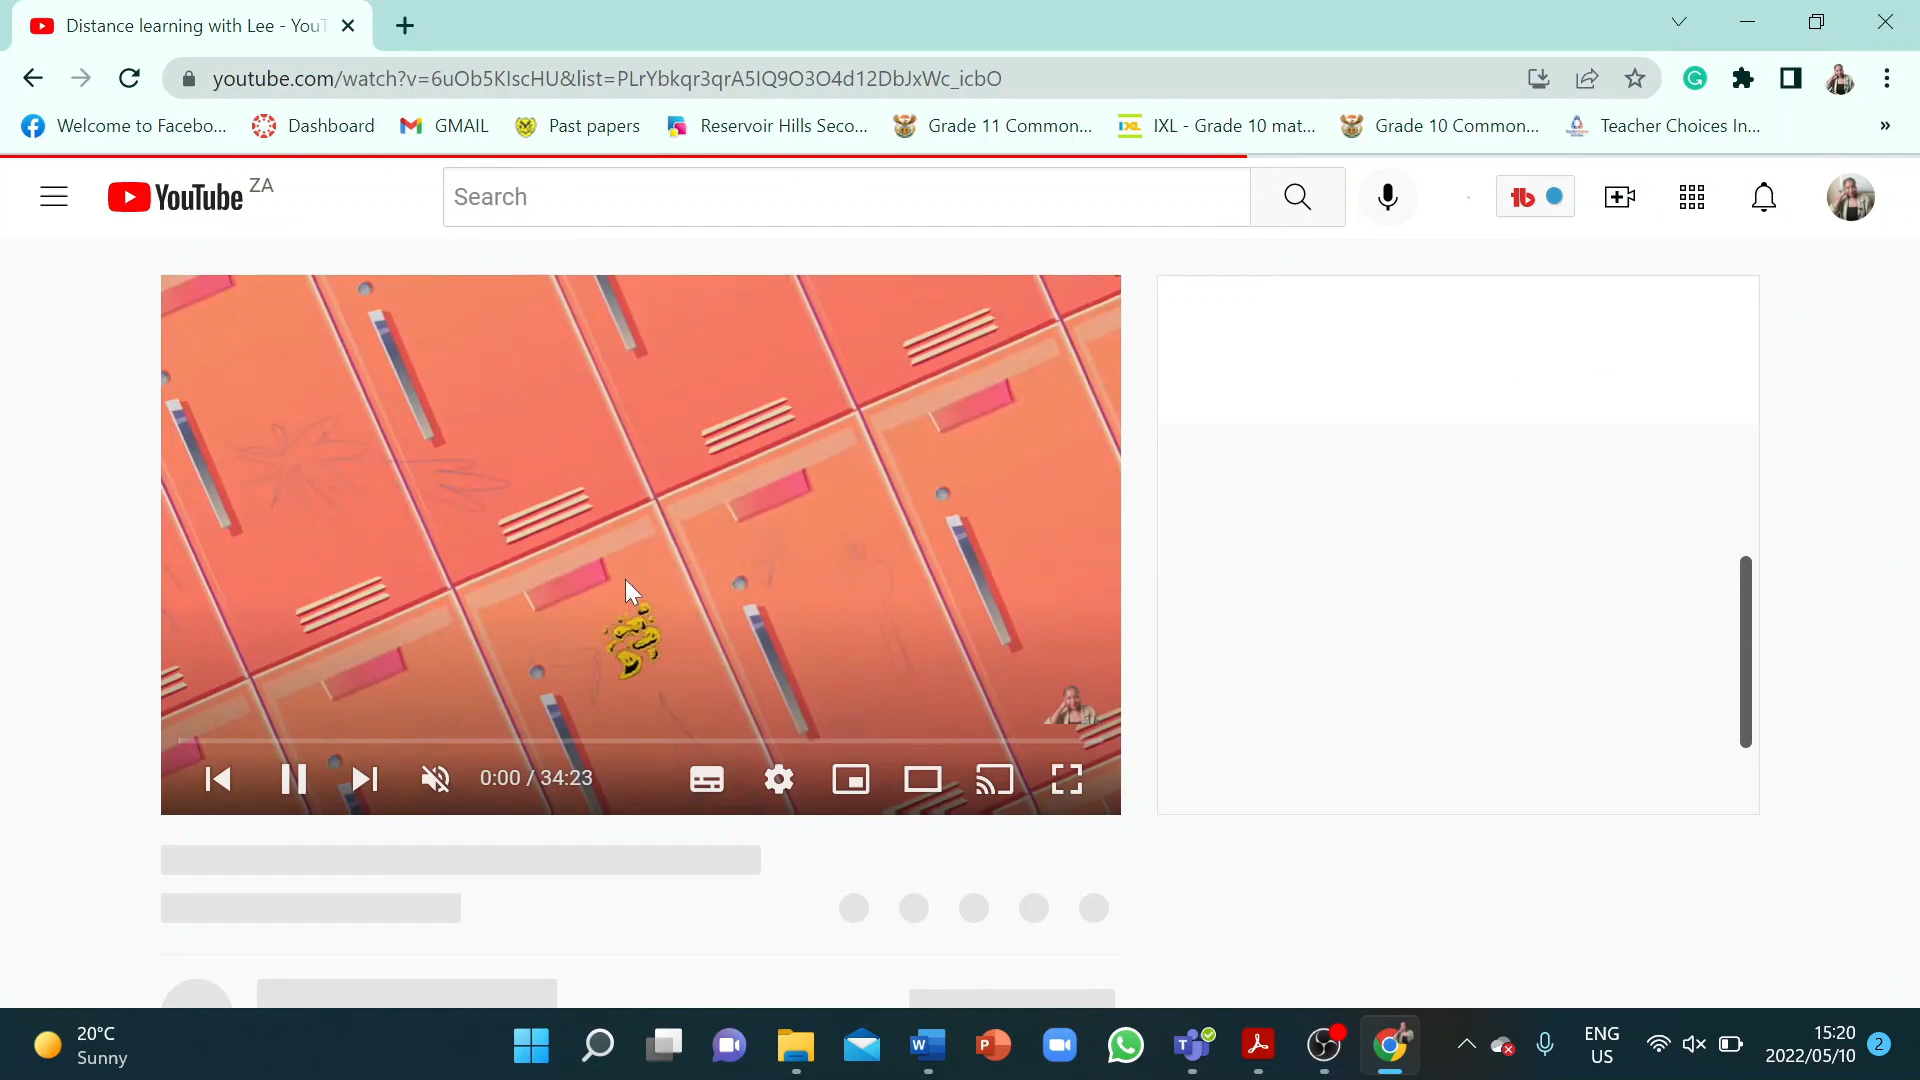 Distance learning with Lee - YouT
youtube.com/watch?v=6uOb5KIscHU&list=PLrYbkqr3qrA5IQ9O3O4d12DbJxWc_icbO
Welcome to Facebo... Dashboard GMAIL Past papers Reservoir Hills Seco... Grade 11 Common... IXL - Grade 10 mat... Grade 10 Common... Teacher Choices In... »
YouTube ZA
Search
0:00 / 34:23
20°C
Sunny
ENG
US
15:20
2022/05/10
2